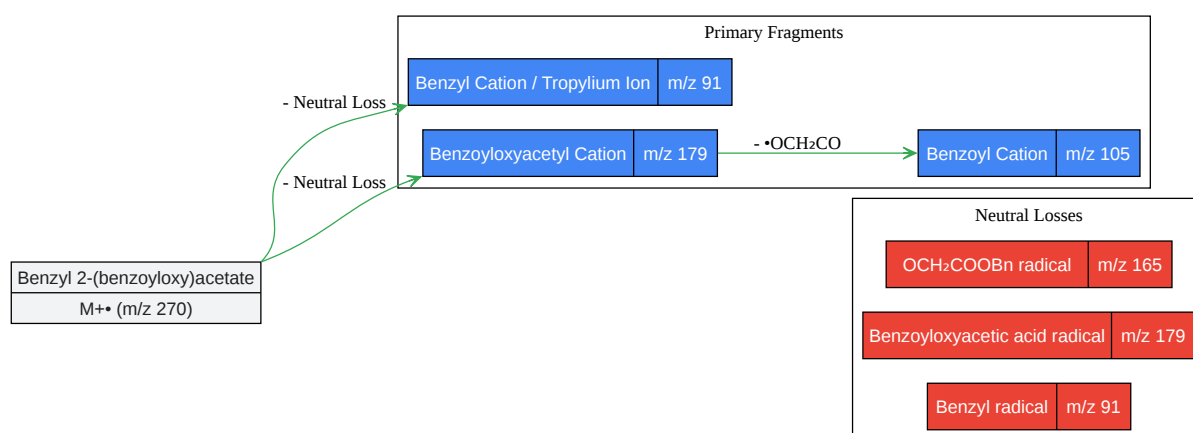 Primary Fragments
Benzyl Cation / Tropylium Ion m/z 91
- Neutral Loss
Benzoyloxyacetyl Cation m/z 179
- •OCH₂CO
Benzoyl Cation m/z 105
- Neutral Loss
Neutral Losses
OCH₂COOBn radical m/z 165
Benzyl 2-(benzoyloxy)acetate
M+• (m/z 270)
Benzoyloxyacetic acid radical m/z 179
Benzyl radical m/z 91